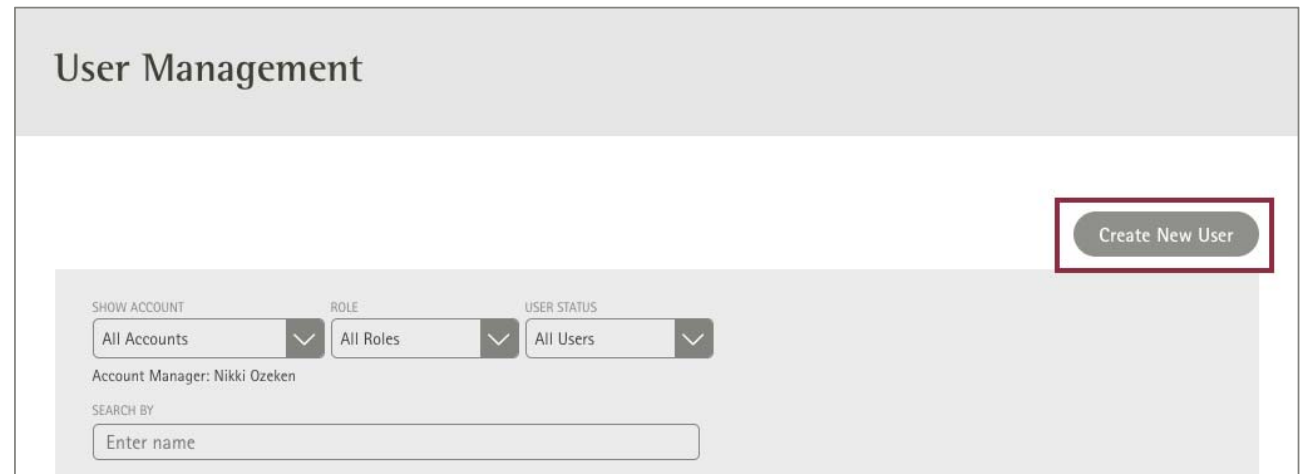 User Management
Create New User
SHOW ACCOUNT ROLE USER STATUS
All Accounts All Roles All Users
Account Manager: Nikki Ozeken
SEARCH BY
Enter name